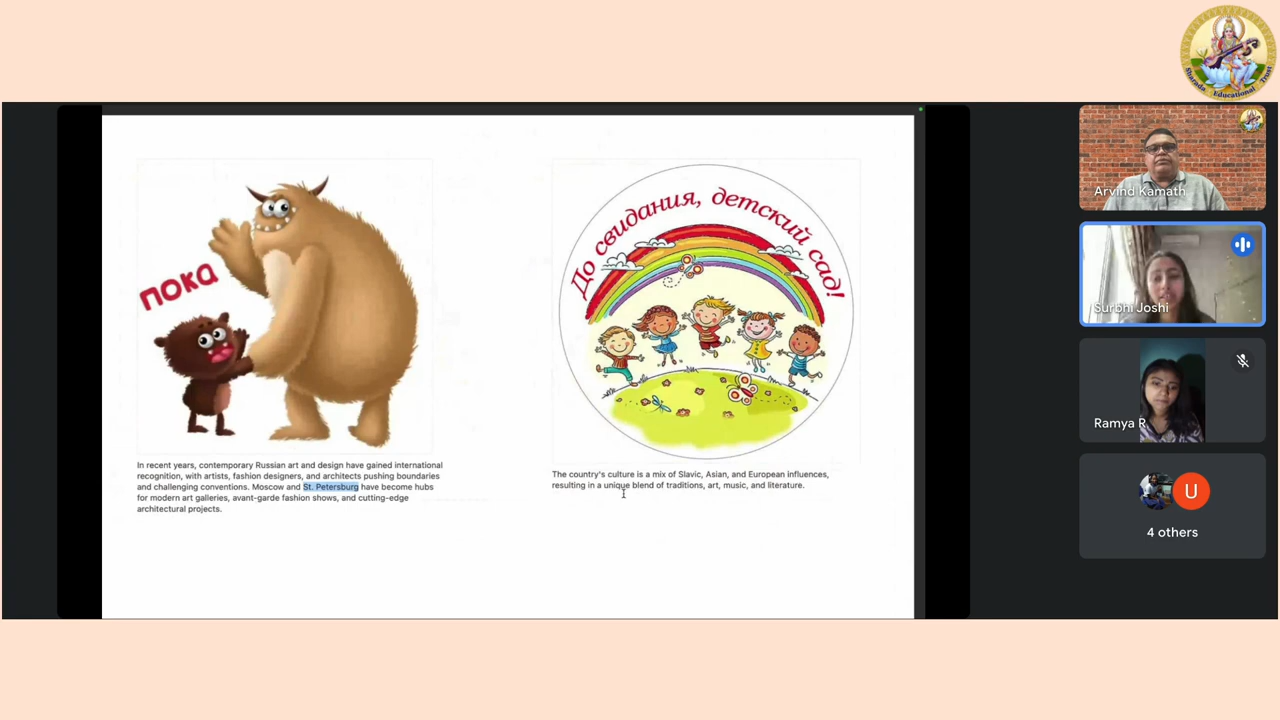 Sharada Educational Trust
пока
До свидания, детский сад!
In recent years, contemporary Russian art and design have gained international
recognition, with artists, fashion designers, and architects pushing boundaries
and challenging conventions. Moscow and St. Petersburg have become hubs
for modern art galleries, avant-garde fashion shows, and cutting-edge
architectural projects.
The country's culture is a mix of Slavic, Asian, and European influences,
resulting in a unique blend of traditions, art, music, and literature.
Arvind Kamath
Surbhi Joshi
Ramya R
U
4 others